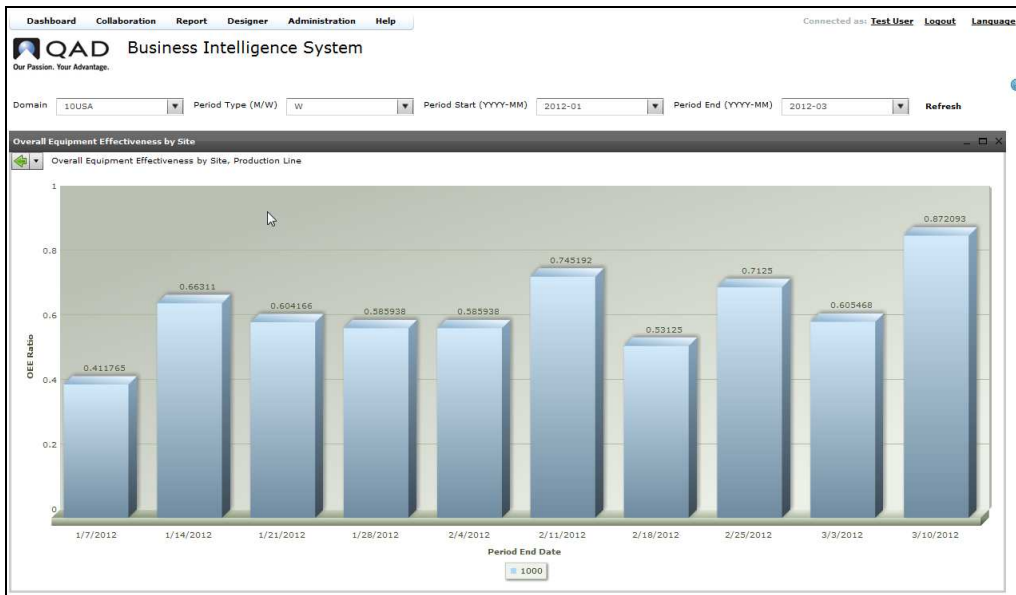 Dashboard Collaboration Report Designer Administration Help Connected as: Test User Logout Language
QAD Business Intelligence System
Our Passion. Your Advantage.
Domain 10USA Period Type (M/W) W Period Start (YYYY-MM) 2012-01 Period End (YYYY-MM) 2012-03 Refresh
Overall Equipment Effectiveness by Site
Overall Equipment Effectiveness by Site, Production Line
1
0.872093
0.8
0.745192
0.7125
0.66311
0.604166
0.585938
0.585938
0.605468
0.6
0.53125
0.411765
0.4
0.2
0
OEE Ratio
1/7/2012 1/14/2012 1/21/2012 1/28/2012 2/4/2012 2/11/2012 2/18/2012 2/25/2012 3/3/2012 3/10/2012
Period End Date
1000